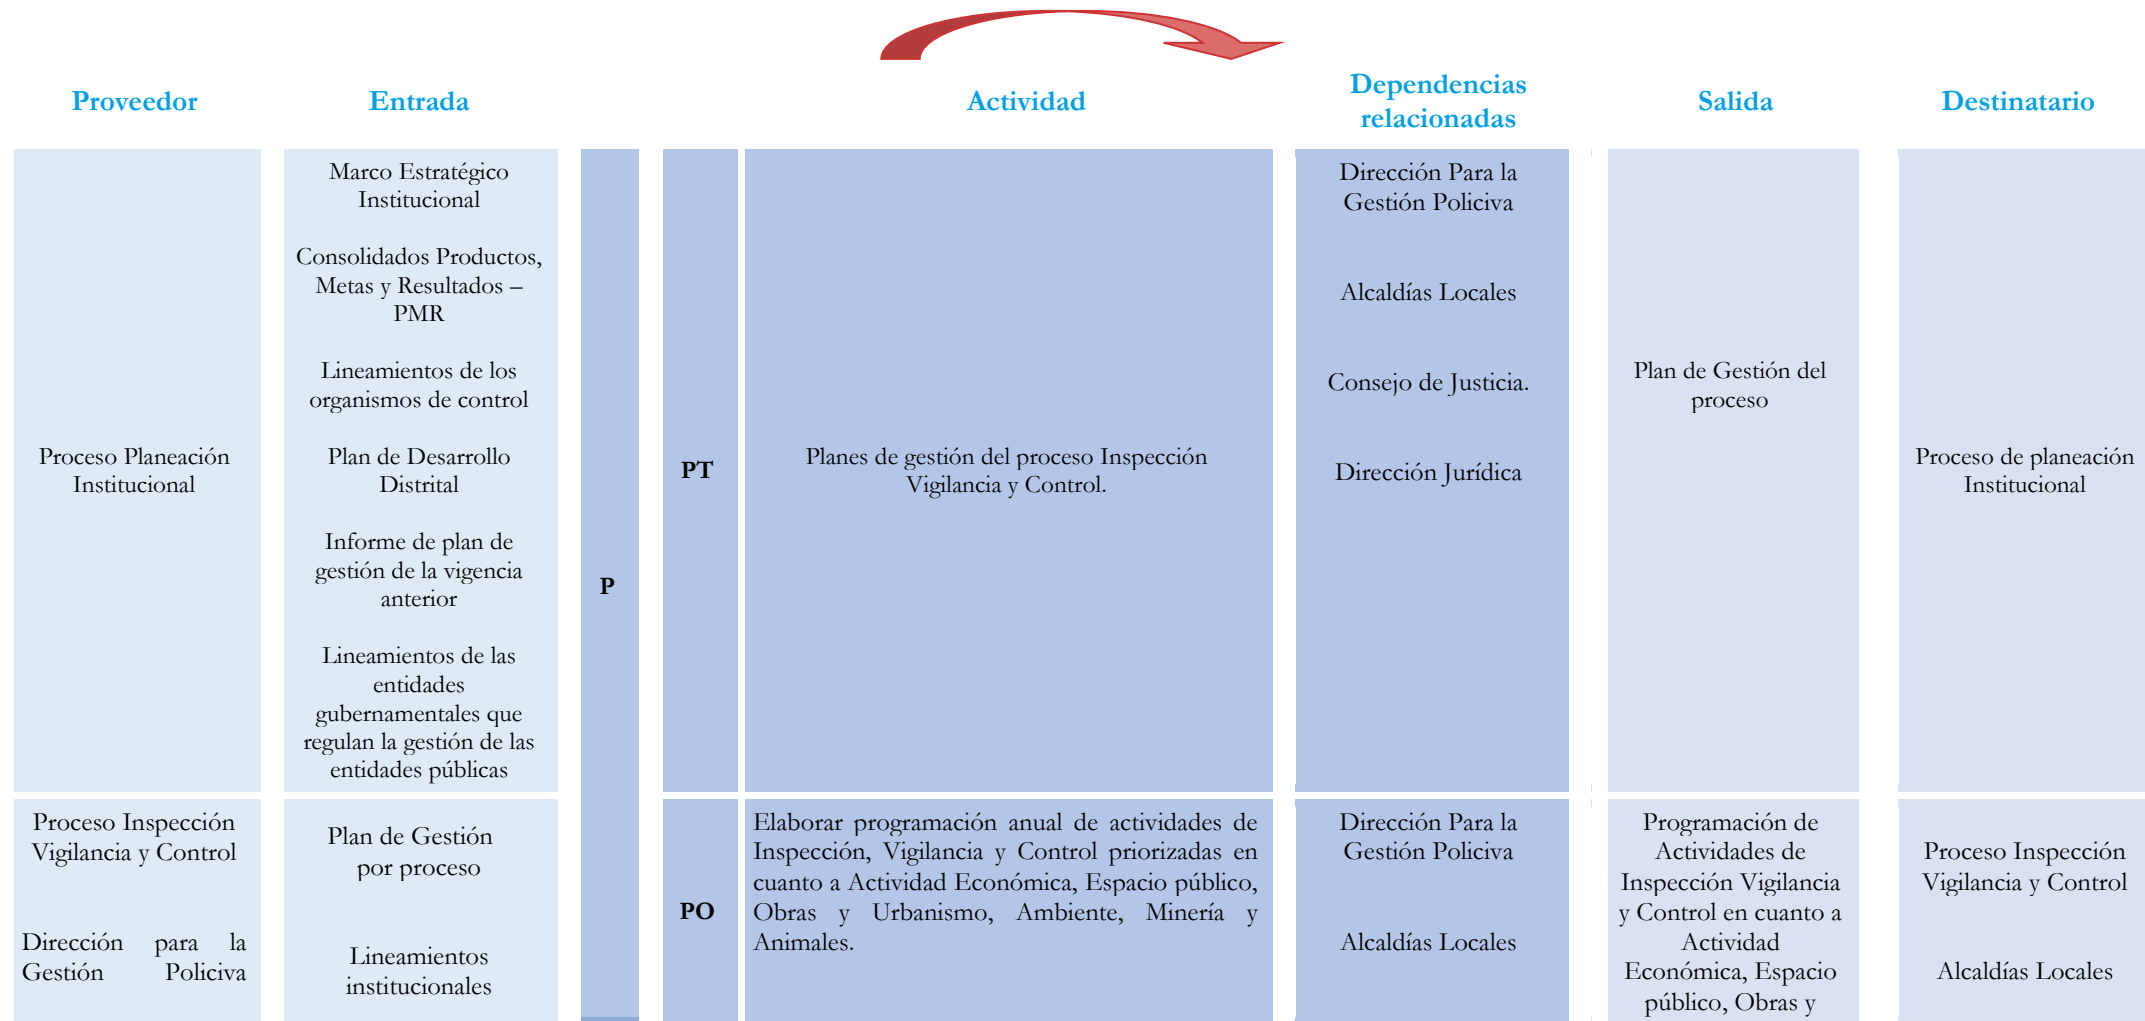 Proveedor
Entrada
Actividad
Dependencias
relacionadas
Salida
Destinatario
Proceso Planeación
Institucional
Marco Estratégico
Institucional
Consolidados Productos,
Metas y Resultados –
PMR
Lineamientos de los
organismos de control
Plan de Desarrollo
Distrital
Informe de plan de
gestión de la vigencia
anterior
Lineamientos de las
entidades
gubernamentales que
regulan la gestión de las
entidades públicas
P
PT
Planes de gestión del proceso Inspección
Vigilancia y Control.
Dirección Para la
Gestión Policiva
Alcaldías Locales
Consejo de Justicia.
Dirección Jurídica
Plan de Gestión del
proceso
Proceso de planeación
Institucional
Proceso Inspección
Vigilancia y Control
Dirección para la
Gestión Policiva
Plan de Gestión
por proceso
Lineamientos
institucionales
PO
Elaborar programación anual de actividades de
Inspección, Vigilancia y Control priorizadas en
cuanto a Actividad Económica, Espacio público,
Obras y Urbanismo, Ambiente, Minería y
Animales.
Dirección Para la
Gestión Policiva
Alcaldías Locales
Programación de
Actividades de
Inspección Vigilancia
y Control en cuanto a
Actividad
Económica, Espacio
público, Obras y
Proceso Inspección
Vigilancia y Control
Alcaldías Locales